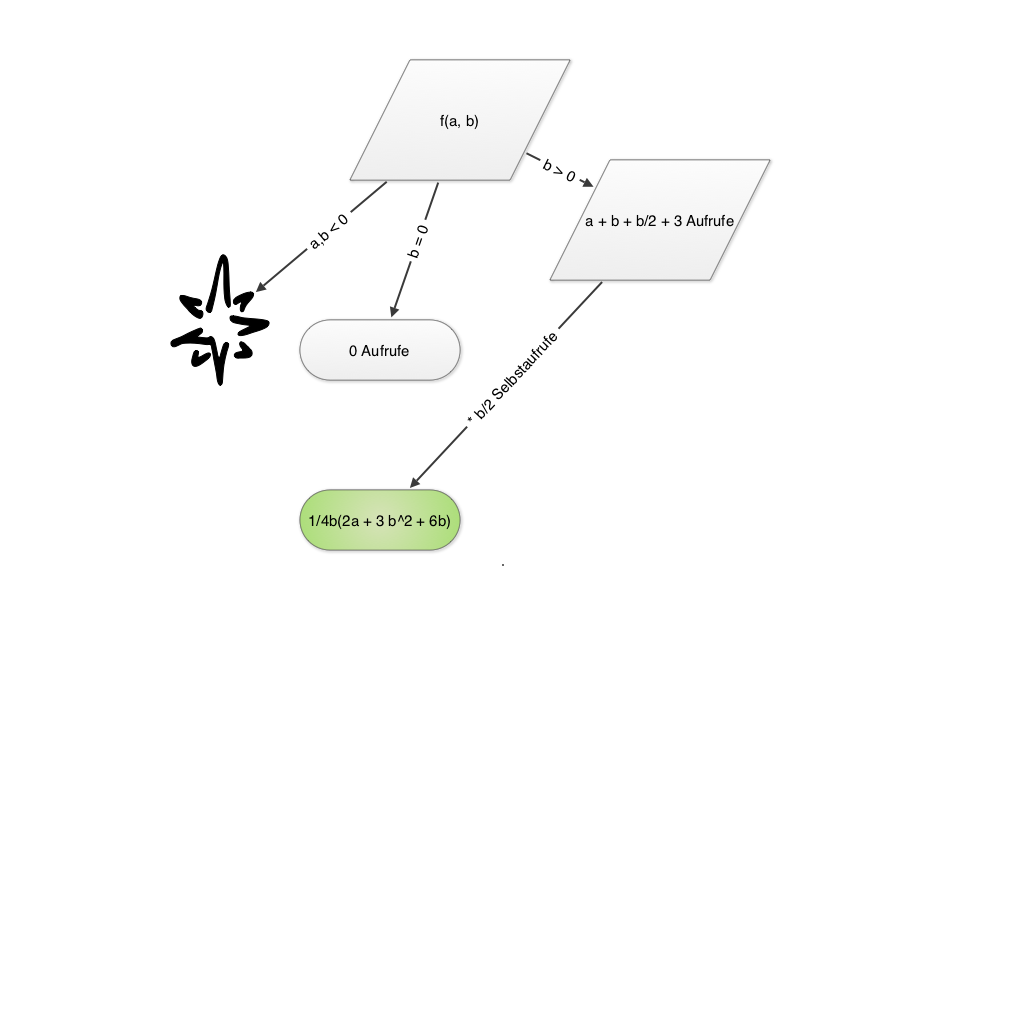 f(a, b)
b > 0
a + b + b/2 + 3 Aufrufe
a,b < 0
b = 0
0 Aufrufe
* b/2 Selbstaufrufe
1/4b(2a + 3 b^2 + 6b)